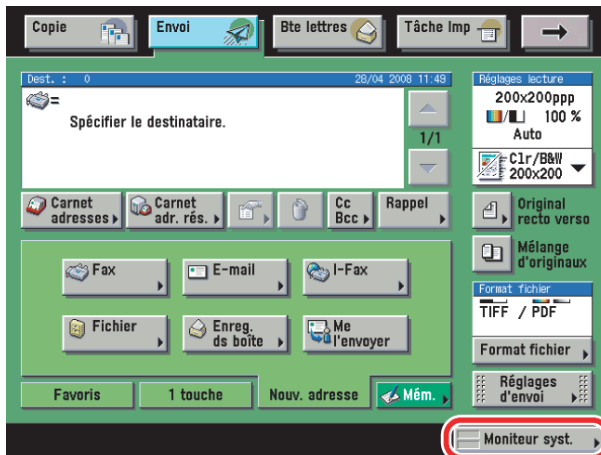 Copie
Envoi
Bte lettres
Tâche Imp
Dest. : 0
28/04 2008 11:49
=
Spécifier le destinataire.
1/1
Carnet
adresses
Carnet
adr. rés.
Cc
Bcc
Rappel
Fax
E-mail
I-Fax
Fichier
Enreg.
ds boîte
Me
l'envoyer
Favoris
1 touche
Nouv. adresse
Mém.
Réglages lecture
200x200ppp
/ 100 %
Auto
Clr/B&W
200x200
Original
recto verso
Mélange
d'originaux
Format fichier
TIFF / PDF
Format fichier
Réglages
d'envoi
Moniteur syst.